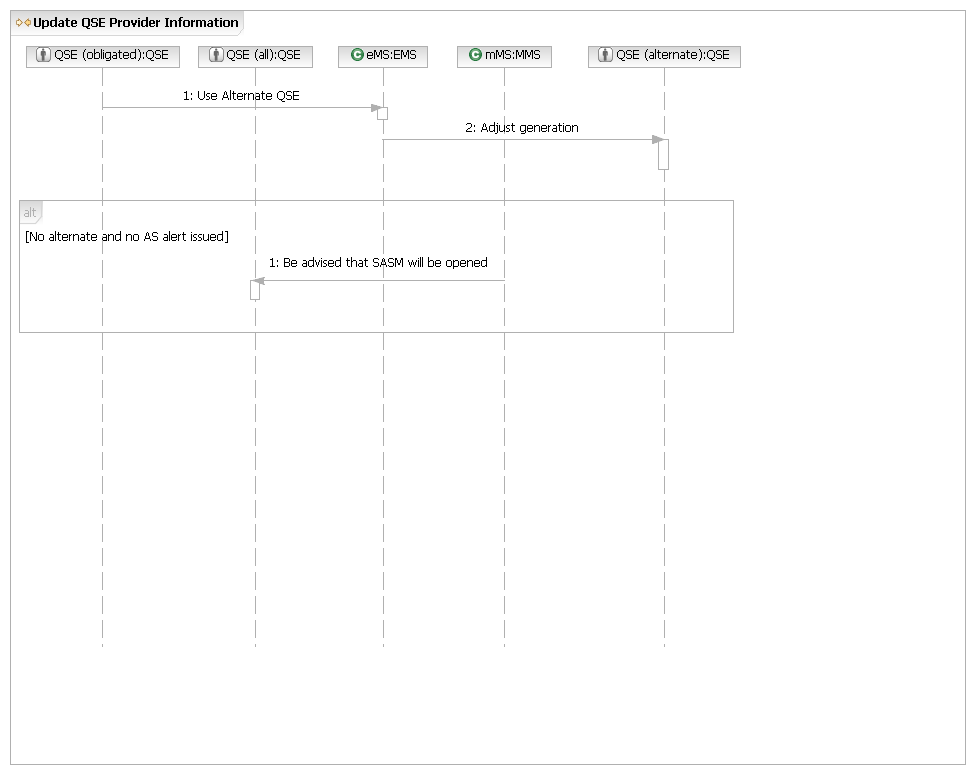 Update QSE Provider Information
QSE (obligated):QSE
QSE (all):QSE
eMS:EMS
mMS:MMS
QSE (alternate):QSE
1: Use Alternate QSE
2: Adjust generation
alt
[No alternate and no AS alert issued]
1: Be advised that SASM will be opened